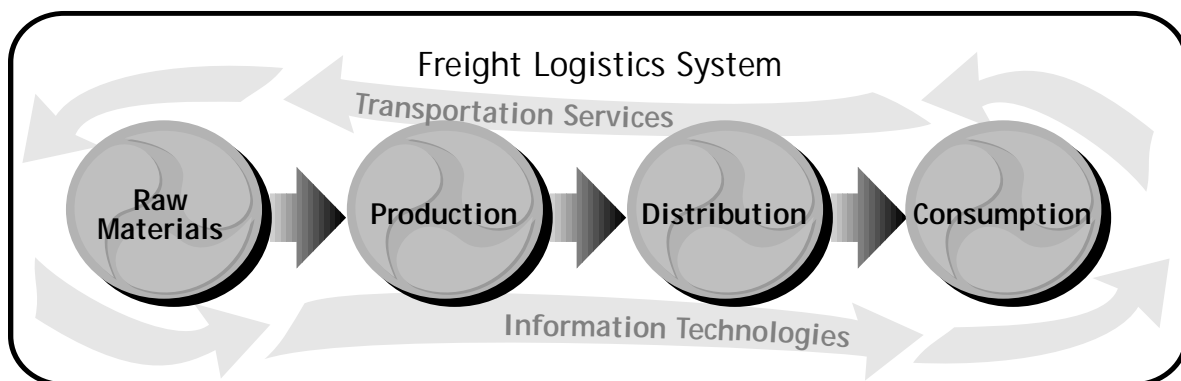 Freight Logistics System
Transportation Services
Raw
Materials
Production
Distribution
Consumption
Information Technologies